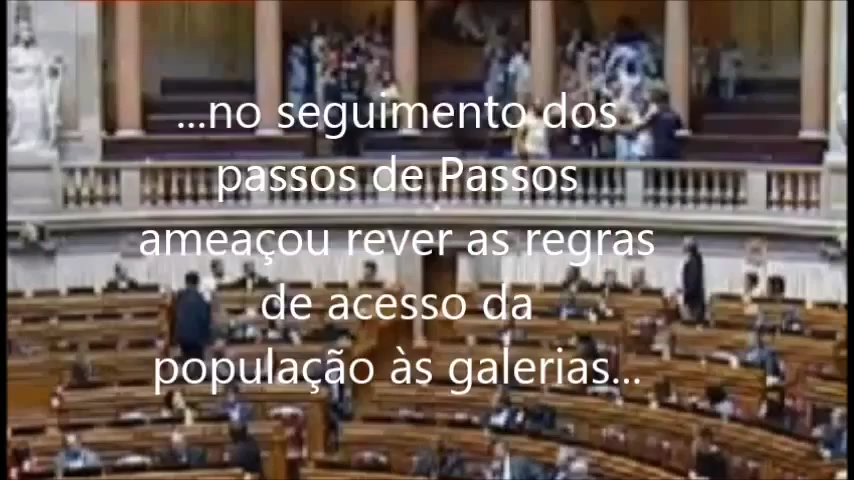 ...no seguimento dos
passos de Passos
ameaçou rever as regras
de acesso da
população às galerias...